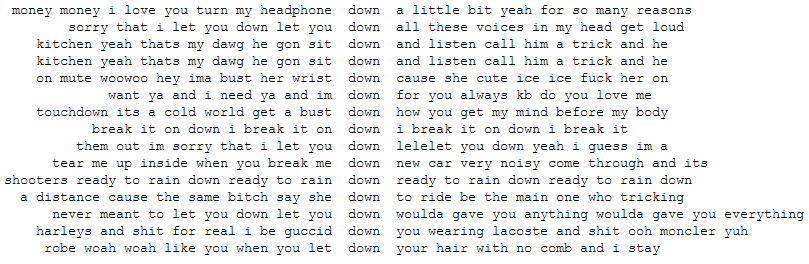 money money i love you turn my headphone down a little bit yeah for so many reasons
sorry that i let you down let you down all these voices in my head get loud
kitchen yeah thats my dawg he gon sit down and listen call him a trick and he
kitchen yeah thats my dawg he gon sit down and listen call him a trick and he
on mute woowoo hey ima bust her wrist down cause she cute ice ice fuck her on
want ya and i need ya and im down for you always kb do you love me
touchdown its a cold world get a bust down how you get my mind before my body
break it on down i break it on down i break it on down i break it
them out im sorry that i let you down lelelet you down yeah i guess im a
tear me up inside when you break me down new car very noisy come through and its
shooters ready to rain down ready to rain down ready to rain down ready to rain down
a distance cause the same bitch say she down to ride be the main one who tricking
never meant to let you down let you down woulda gave you anything woulda gave you everything
harleys and shit for real i be guccid down you wearing lacoste and shit ooh moncler yuh
robe woah woah like you when you let down your hair with no comb and i stay